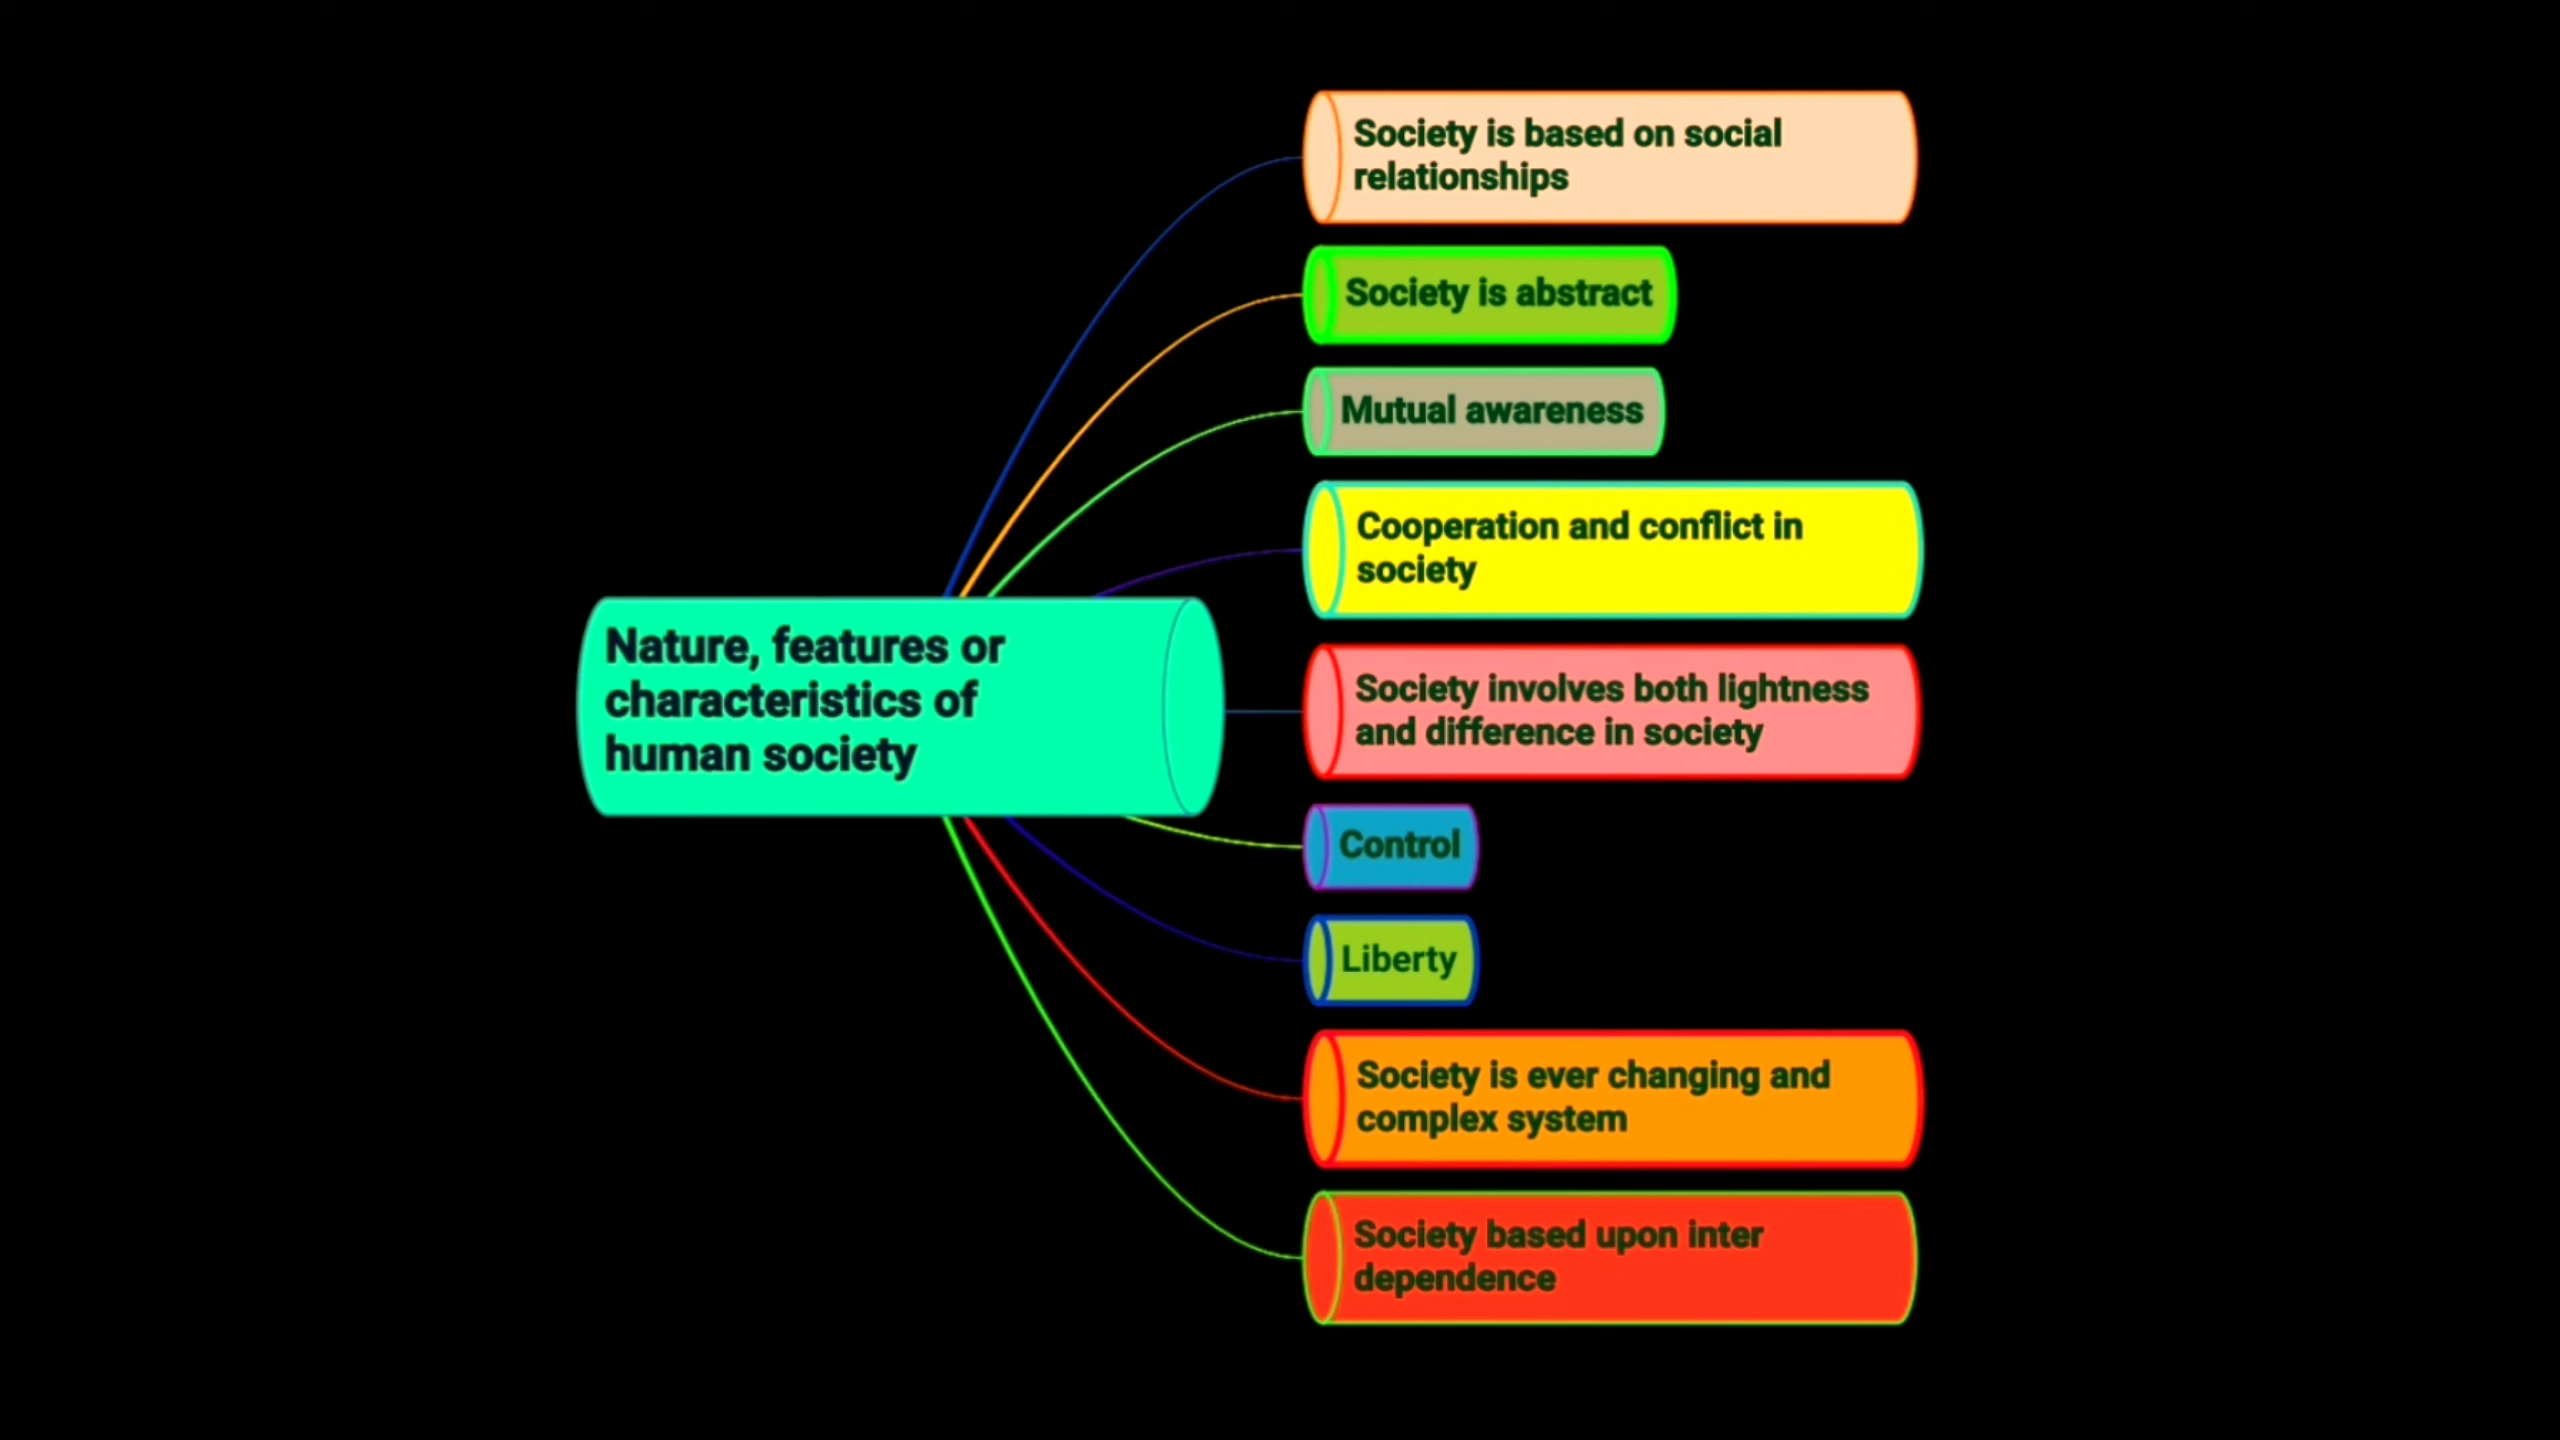 Nature, features or
characteristics of
human society
Society is based on social
relationships
Society is abstract
Mutual awareness
Cooperation and conflict in
society
Society involves both lightness
and difference in society
Control
Liberty
Society is ever changing and
complex system
Society based upon inter
dependence